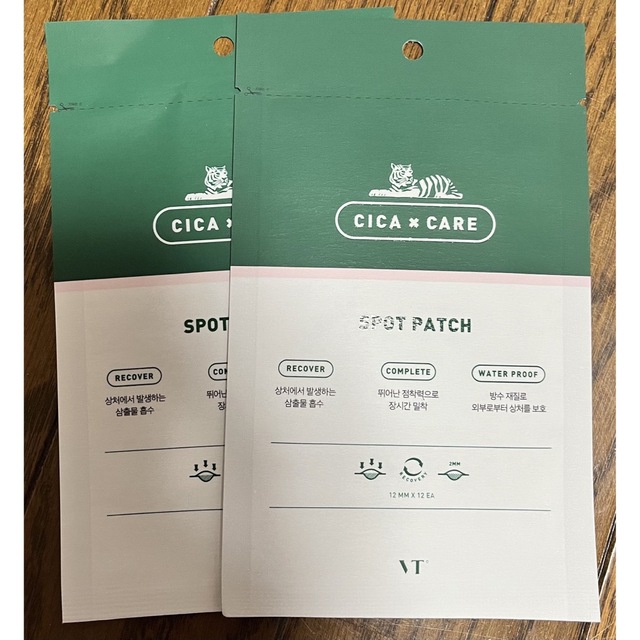 CICA ×
SPOT
RECOVER
상처에서 발생하는
삼출물 흡수
뛰어난
CICA × CARE
SPOT PATCH
RECOVER
상처에서 발생하는
삼출물 흡수
COMPLETE
뛰어난 점착력으로
장시간 밀착
WATER PROOF
방수 재질로
외부로부터 상처를 보호
RECOVERY
2MM
12 MM X 12 EA
VT